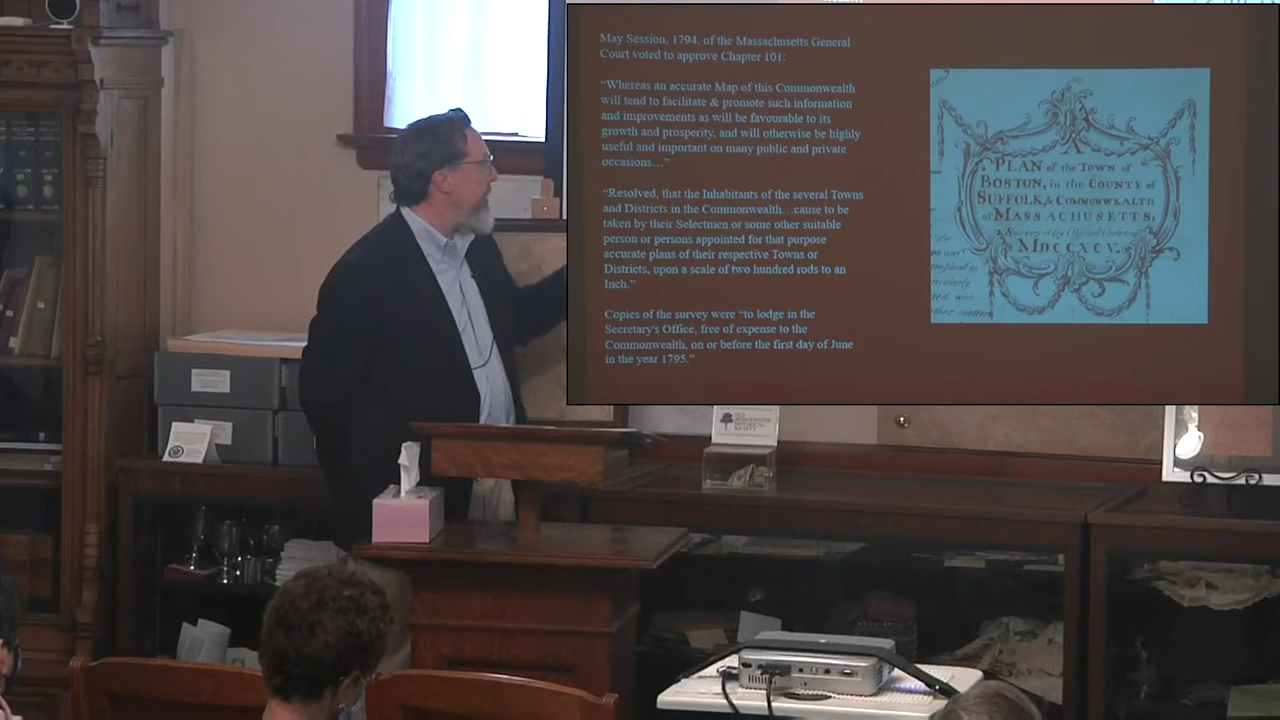 May Session, 1794, of the Massachusetts General
Court voted to approve Chapter 101:
“Whereas an accurate Map of this Commonwealth
will tend to facilitate & promote such information
and improvements as will be favourable to its
growth and prosperity, and will otherwise be highly
useful and important on many public and private
occasions…”
“Resolved, that the Inhabitants of the several Towns
and Districts in the Commonwealth…cause to be
taken by their Selectmen or some other suitable
person or persons appointed for that purpose
accurate plans of their respective Towns or
Districts, upon a scale of two hundred rods to an
Inch.”
Copies of the survey were “to lodge in the
Secretary's Office, free of expense to the
Commonwealth, on or before the first day of June
in the year 1795.”
a PLAN of the TOWN of
BOSTON, in the COUNTY of
SUFFOLK, & COMMONWEALTH
of MASSACHUSETTS,
MDCCXCV.